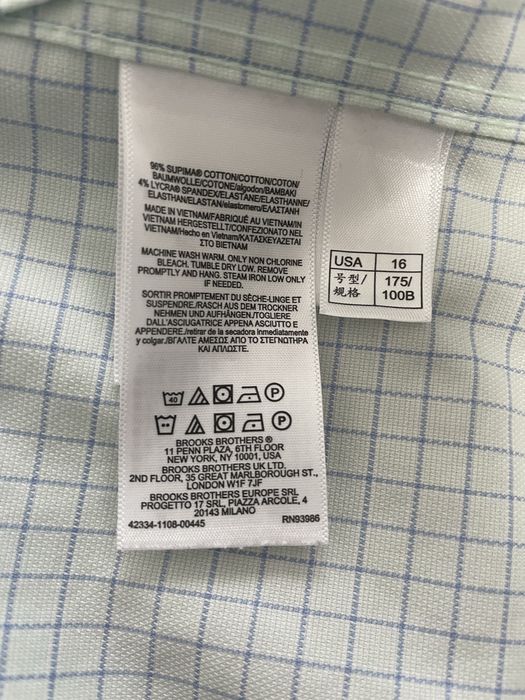 96% SUPIMA® COTTON/COTTON/COTON/
BAUMWOLLE/COTONE/algodon/BAMBAKI
4% LYCRA® SPANDEX/ELASTANE/ELASTHANNE/
ELASTHAN/ELASTAN/elastomero/ΕΛΑΣΤΑΝΗ
MADE IN VIETNAM/FABRIQUÉ AU VIETNAM/IN
VIETNAM HERGESTELLT/CONFEZIONATO NEL
VIETNAM/Hecho en Vietnam/ΚΑΤΑΣΚΕΥΑΖΕΤΑΙ
ΣΤΟ ΒΙΕΤΝΑΜ
MACHINE WASH WARM. ONLY NON CHLORINE
BLEACH. TUMBLE DRY LOW. REMOVE
PROMPTLY AND HANG. STEAM IRON LOW ONLY
IF NEEDED.
SORTIR PROMPTEMENT DU SÈCHE-LINGE ET
SUSPENDRE./RASCH AUS DEM TROCKNER
NEHMEN UND AUFHÄNGEN/TOGLIERE
DALL'ASCIUGATRICE APPENA ASCIUTTO E
APPENDERE./retirar de la secadora inmediatamente
y colgar./ΒΓΑΛΤΕ ΑΜΕΣΩΣ ΑΠΟ ΤΟ ΣΤΕΓΝΩΤΗΡΑ
ΚΑΙ ΑΠΛΩΣΤΕ.
40 P
P
BROOKS BROTHERS ®
11 PENN PLAZA, 6TH FLOOR
NEW YORK, NY 10001, USA
BROOKS BROTHERS UK LTD.
2ND FLOOR, 35 GREAT MARLBOROUGH ST.,
LONDON W1F 7JF
BROOKS BROTHERS EUROPE SRL
PROGETTO 17 SRL, PIAZZA ARCOLE, 4
20143 MILANO
42334-1108-00445 RN93986
USA 16
号型/ 175/
规格 100B